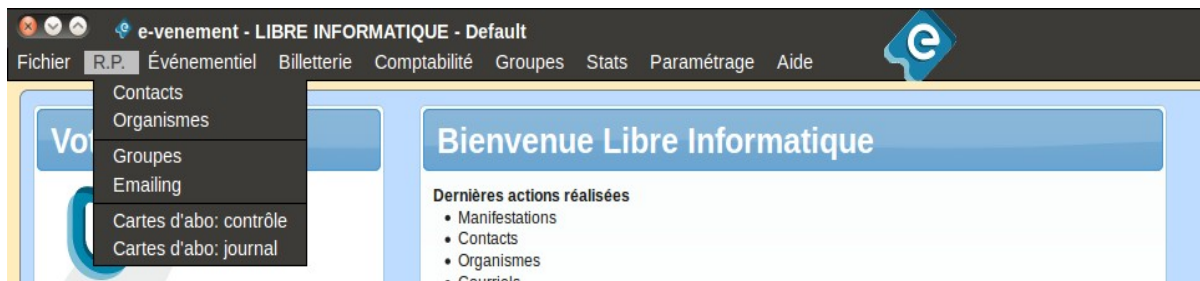 e-venement - LIBRE INFORMATIQUE - Default
Fichier R.P. Événementiel Billetterie Comptabilité Groupes Stats Paramétrage Aide
Contacts
Organismes
Groupes
Emailing
Cartes d'abo: contrôle
Cartes d'abo: journal
Bienvenue Libre Informatique
Dernières actions réalisées
• Manifestations
• Contacts
• Organismes
• Courriels